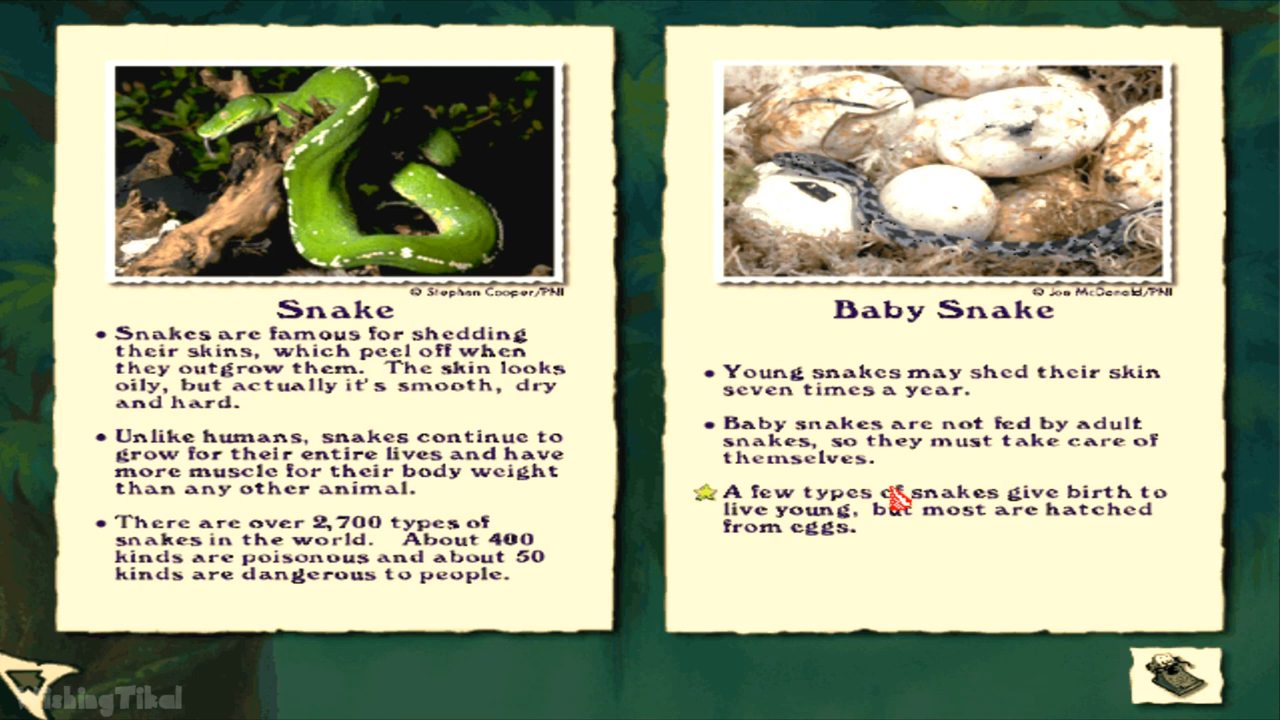 © Stephen Cooper/PNI
Snake
• Snakes are famous for shedding
their skins, which peel off when
they outgrow them. The skin looks
oily, but actually it's smooth, dry
and hard.
• Unlike humans, snakes continue to
grow for their entire lives and have
more muscle for their body weight
than any other animal.
• There are over 2,700 types of
snakes in the world. About 400
kinds are poisonous and about 50
kinds are dangerous to people.
© Joe McDonald/PNI
Baby Snake
• Young snakes may shed their skin
seven times a year.
• Baby snakes are not fed by adult
snakes, so they must take care of
themselves.
A few types of snakes give birth to
live young, but most are hatched
from eggs.
WishingTikal